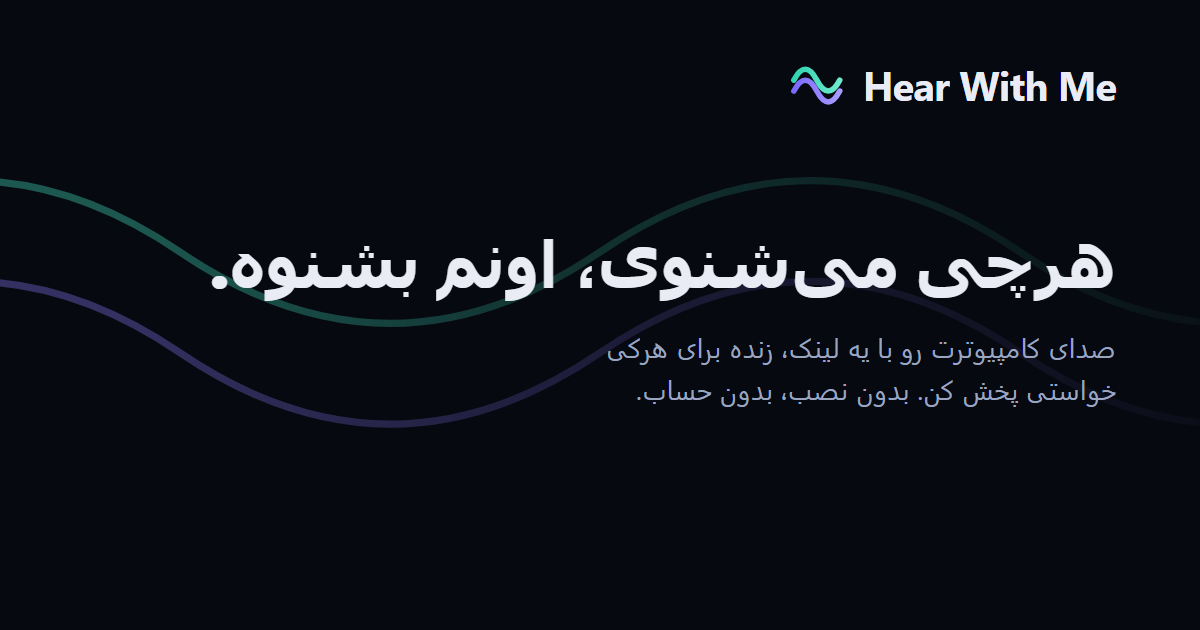 Hear With Me
هرچی می‌شنوی، اونم بشنوه.
صدای کامپیوترت رو با یه لینک، زنده برای هرکی
خواستی پخش کن. بدون نصب، بدون حساب.